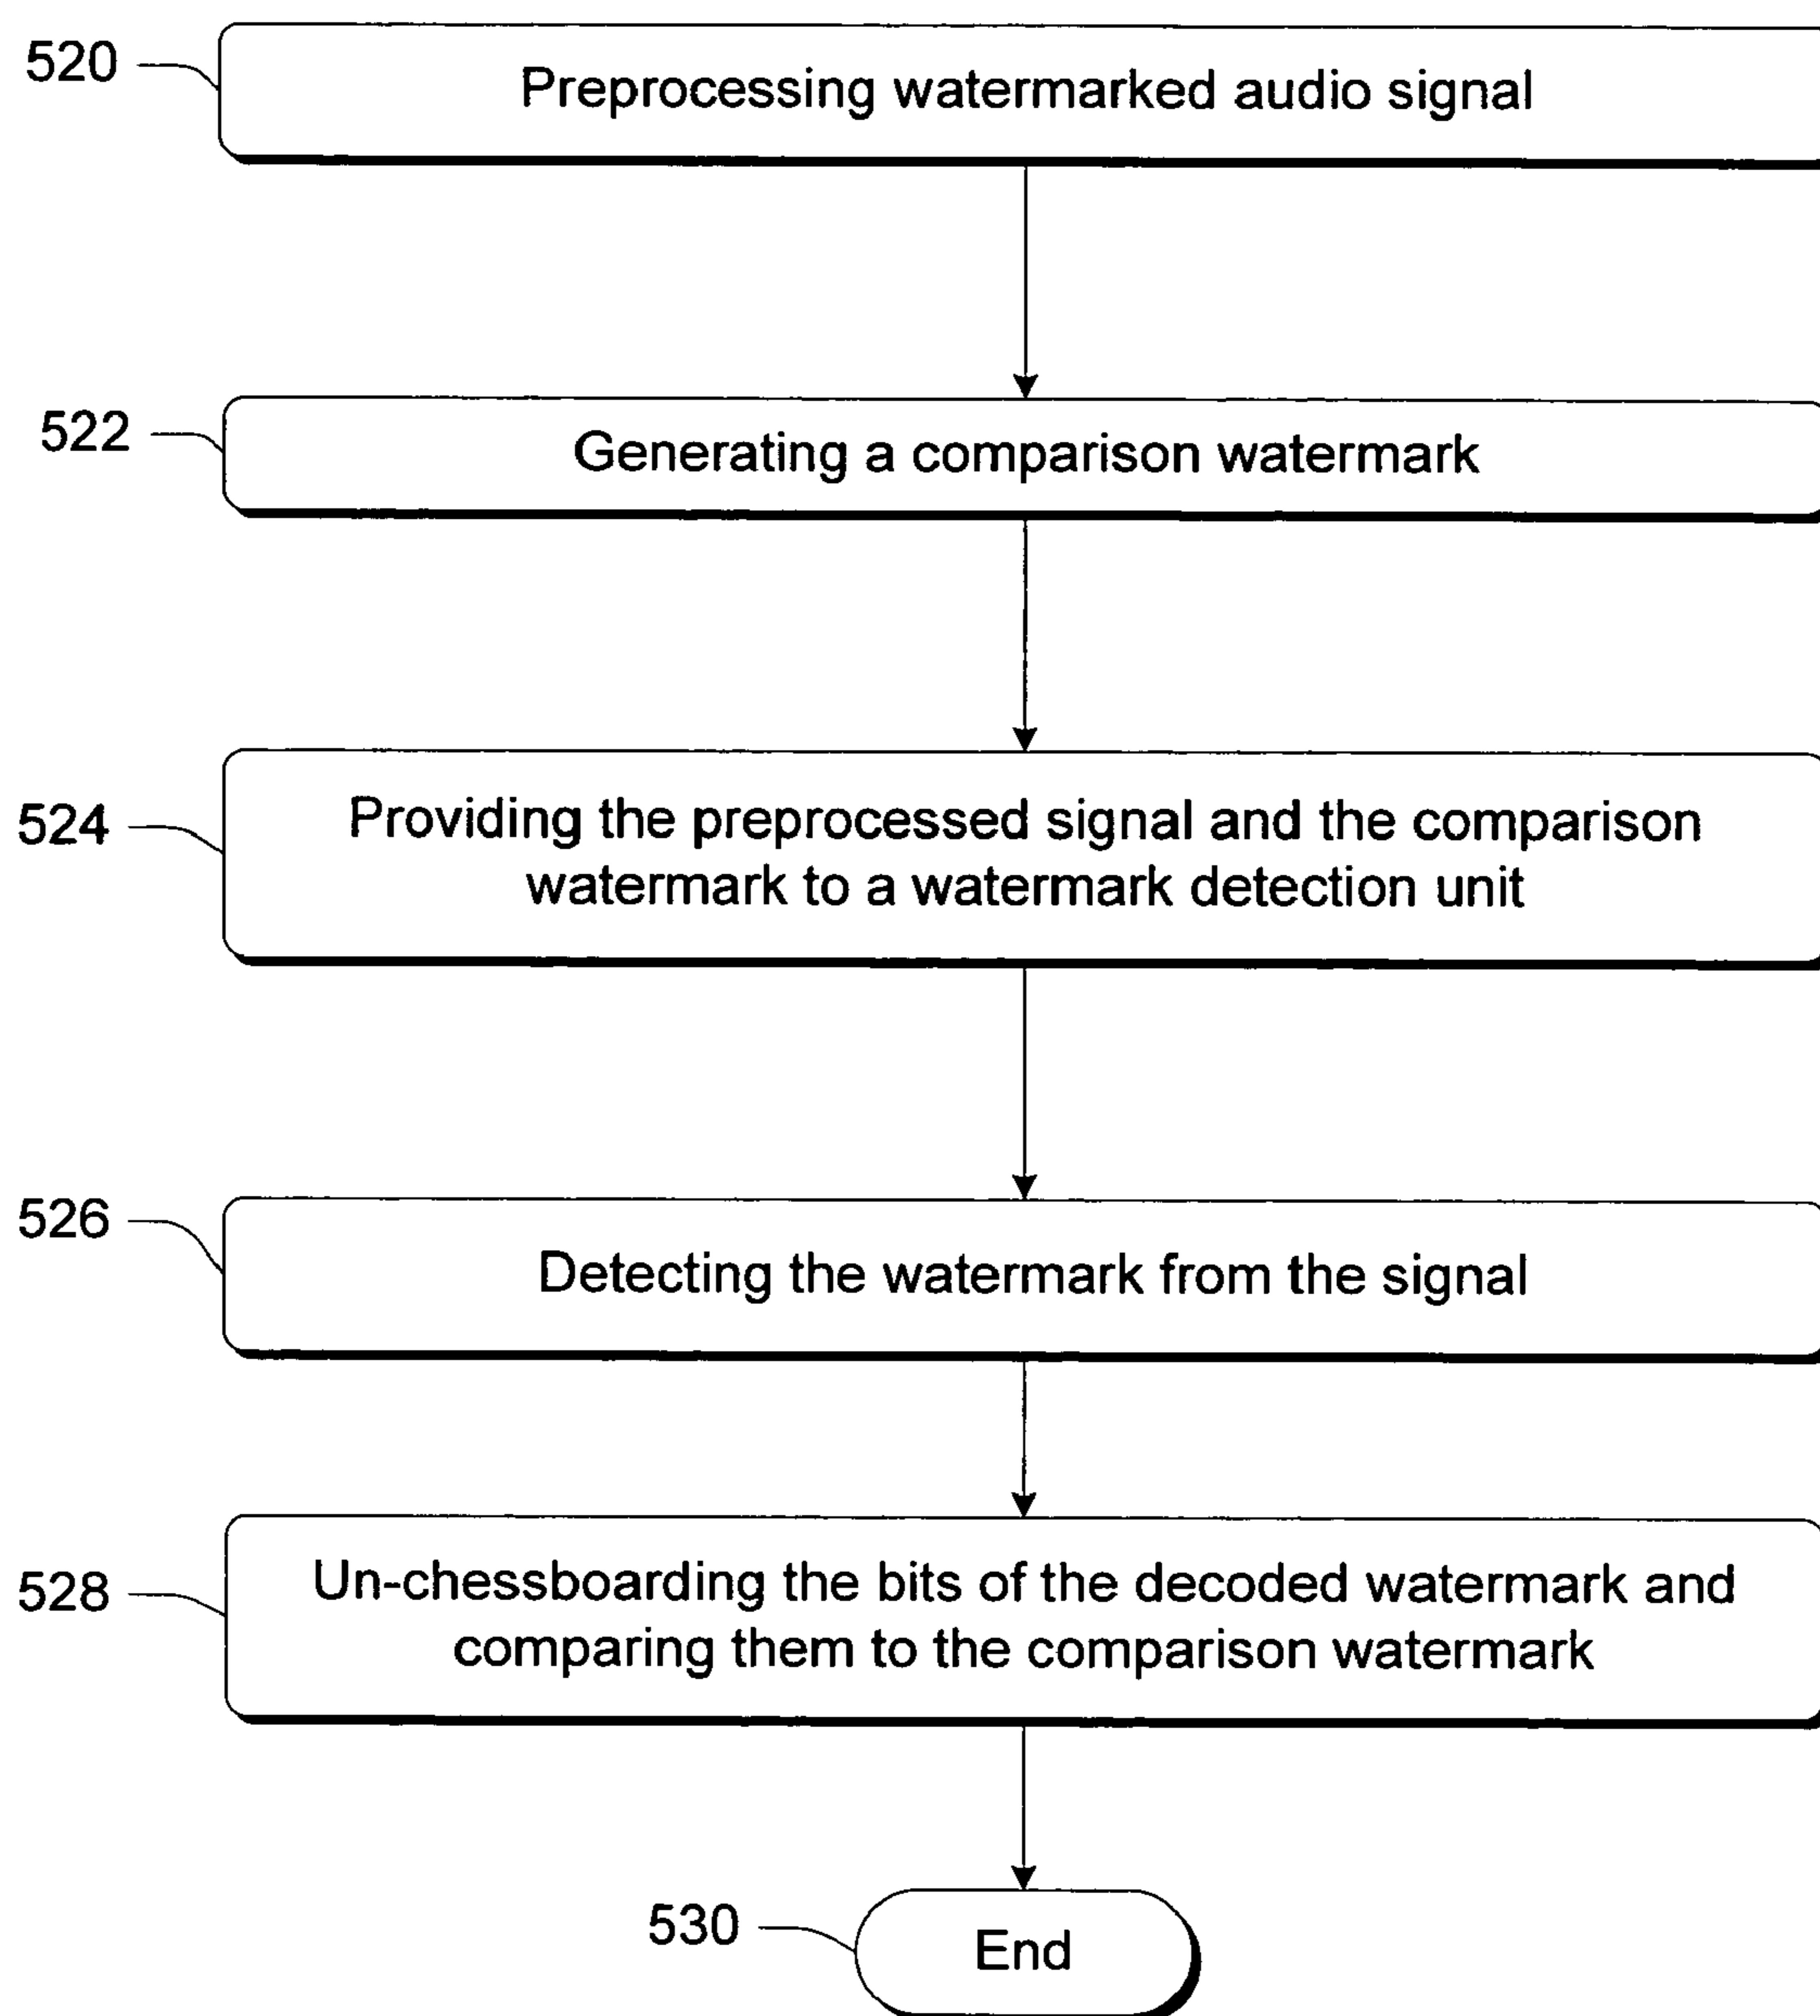 520
Preprocessing watermarked audio signal
522
Generating a comparison watermark
524
Providing the preprocessed signal and the comparison
watermark to a watermark detection unit
526
Detecting the watermark from the signal
528
Un-chessboarding the bits of the decoded watermark and
comparing them to the comparison watermark
530
End